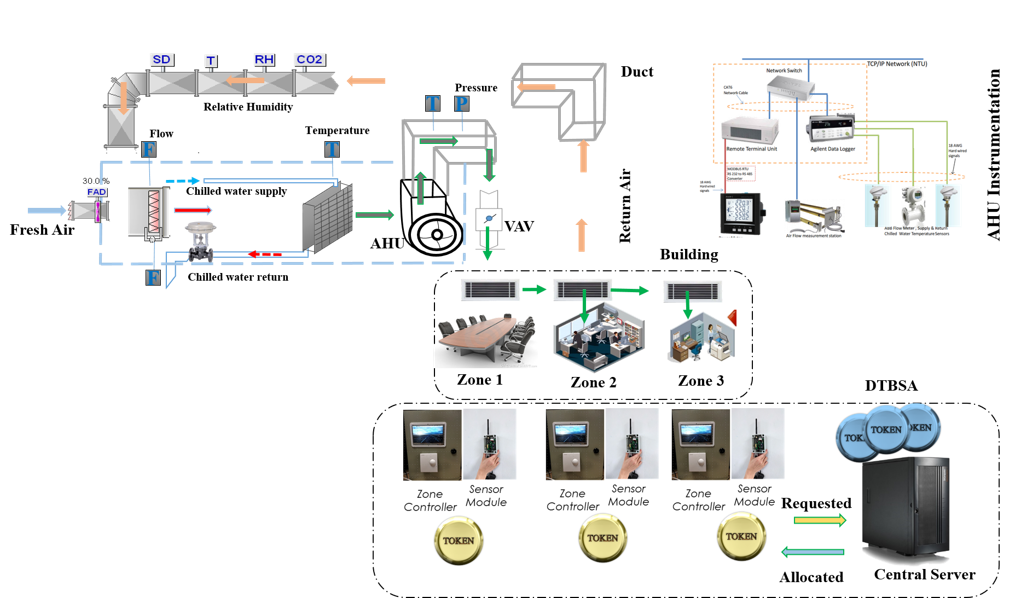 SD
T
RH
CO2
Relative Humidity
Flow
F
Temperature
T
T
P
Pressure
Duct
Return Air
30.0 %
FAD
Fresh Air
Chilled water supply
Chilled water return
F
AHU
VAV
TCP/IP Network (NTU)
Network Switch
CAT6
Network Cable
Remote Terminal Unit
Agilent Data Logger
18 AWG
Hard wired
signals
MODBUS RTU
RS 232 to RS 485
Converter
18 AWG
Hardwired
signals
Air Flow measurement station
Add Flow Meter, Supply & Return
Chilled Water Temperature Sensors
AHU Instrumentation
Building
Zone 1
Zone 2
Zone 3
DTBSA
TOKEN
Zone
Controller
Sensor
Module
Zone
Controller
Sensor
Module
Zone
Controller
Sensor
Module
TOKEN
TOKEN
TOKEN
Requested
Allocated
Central Server